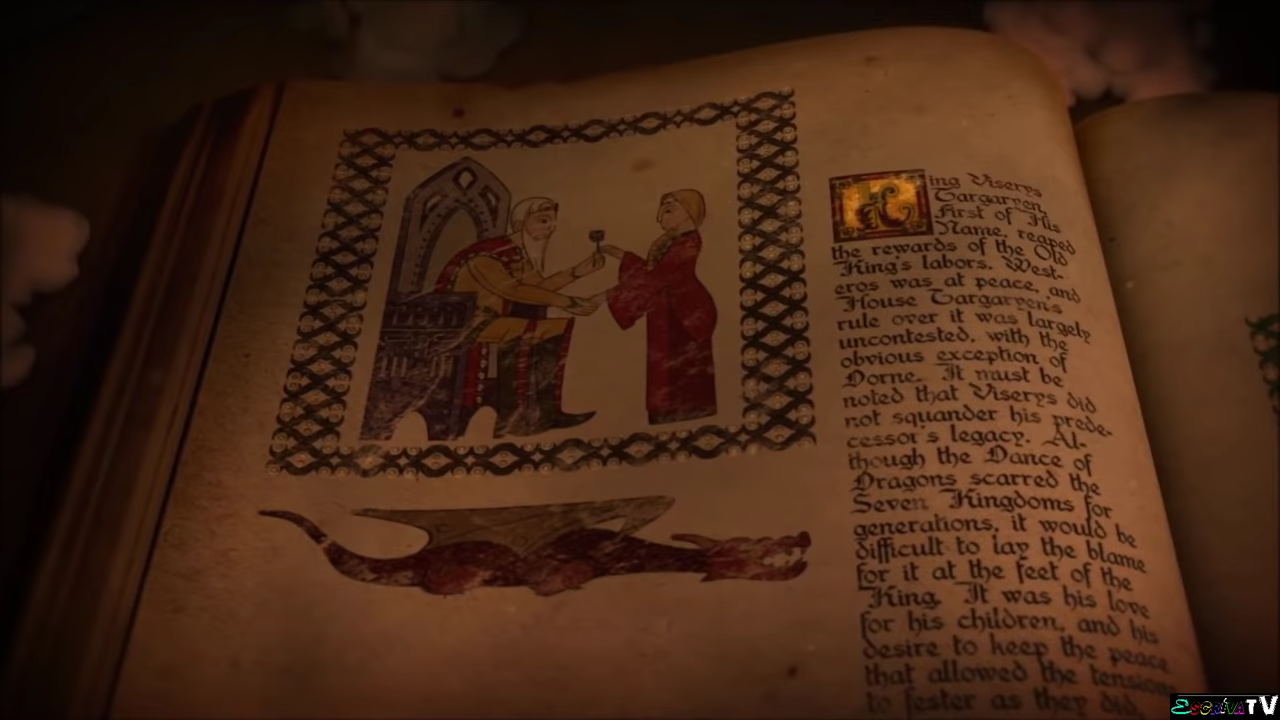 King Viserys
Targaryen,
First of His
Name, reaped
the rewards of the Old
King's labors. West-
eros was at peace, and
House Targaryen's
rule over it was largely
uncontested, with the
obvious exception of
Dorne. It must be
noted that Viserys did
not squander his prede-
cessor's legacy. Al-
though the Dance of
Dragons scarred the
Seven Kingdoms for
generations, it would be
difficult to lay the blame
for it at the feet of the
King. It was his love
for his children, and his
desire to keep the peace
that allowed the tension
to fester as they did.
EscrivaTV